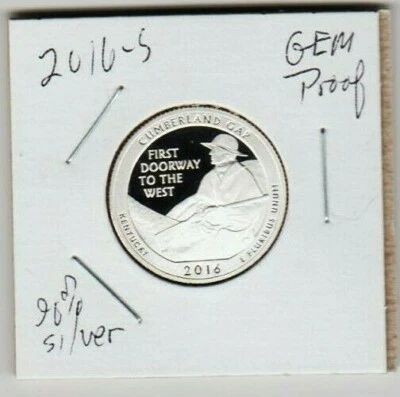 2016-S
GEM
Proof
CUMBERLAND GAP
FIRST
DOORWAY
TO THE
WEST
KENTUCKY
2016
E PLURIBUS UNUM
90%
silver